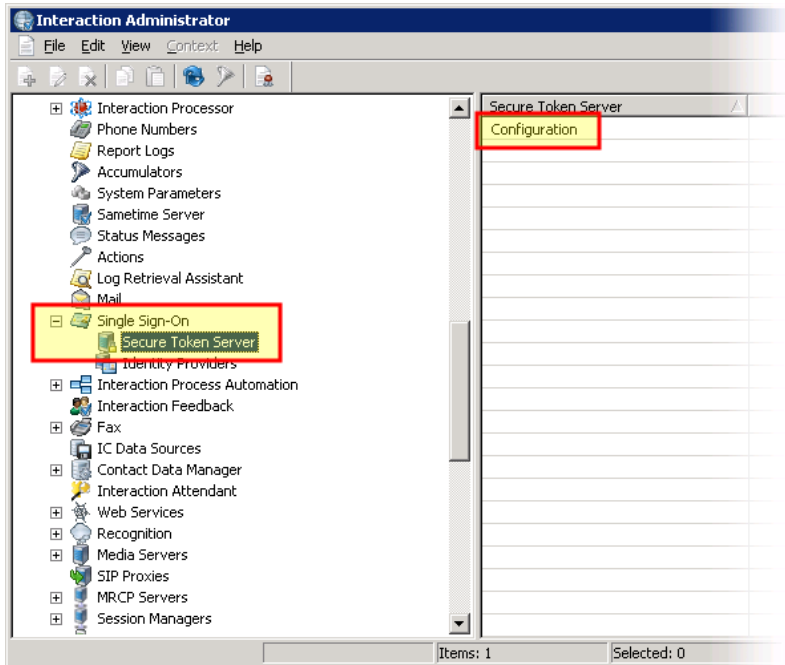 Interaction Administrator
File Edit View Context Help
Interaction Processor
Phone Numbers
Report Logs
Accumulators
System Parameters
Sametime Server
Status Messages
Actions
Log Retrieval Assistant
Mail
Single Sign-On
Secure Token Server
Identity Providers
Interaction Process Automation
Interaction Feedback
Fax
IC Data Sources
Contact Data Manager
Interaction Attendant
Web Services
Recognition
Media Servers
SIP Proxies
MRCP Servers
Session Managers
Secure Token Server
Configuration
Items: 1 Selected: 0